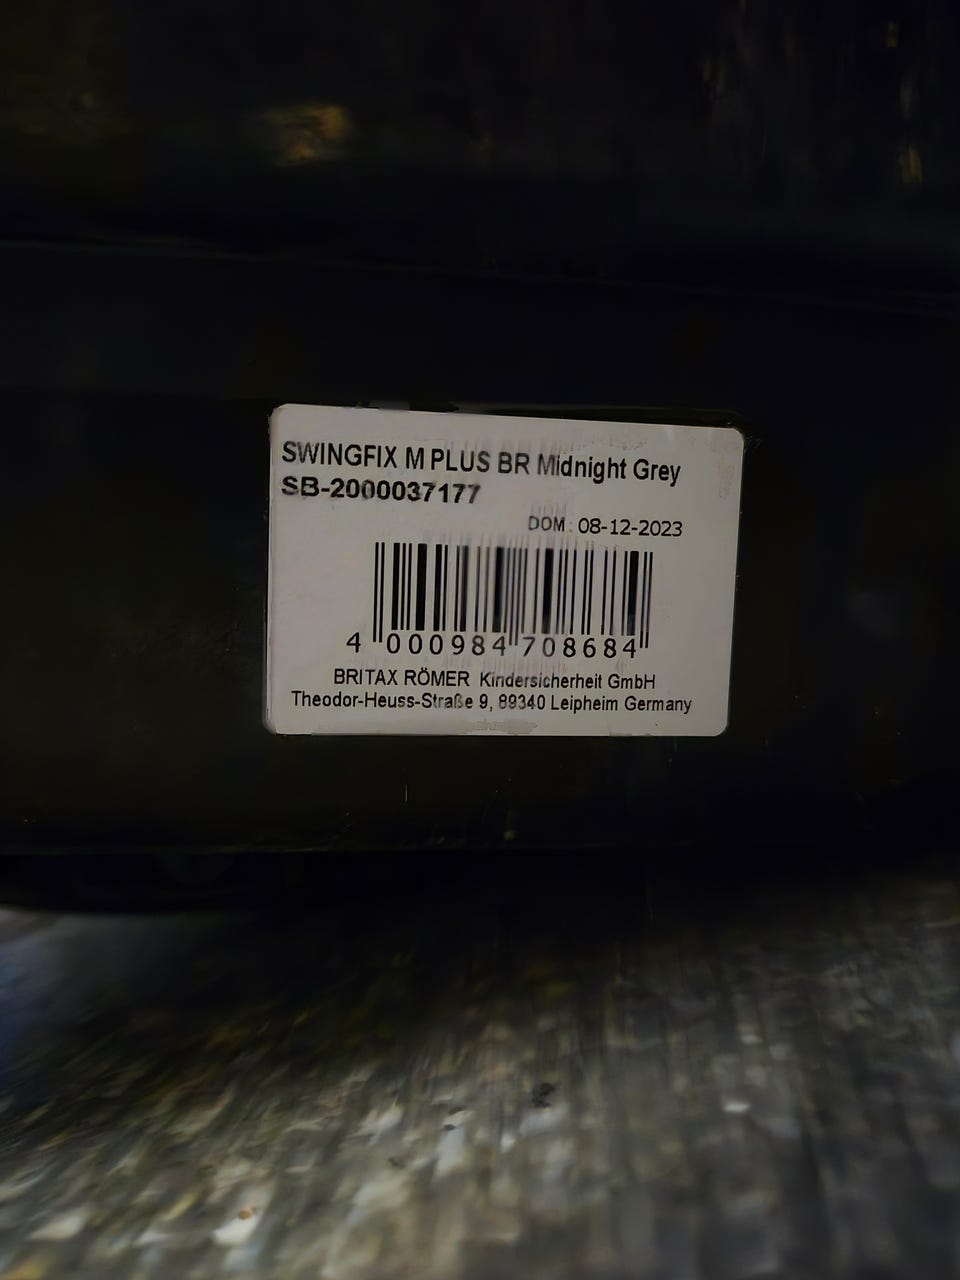 SWINGFIX M PLUS BR Midnight Grey
SB-2000037177
DOM: 08-12-2023
4 000984 708684
BRITAX RÖMER Kindersicherheit GmbH
Theodor-Heuss-Straße 9, 89340 Leipheim Germany